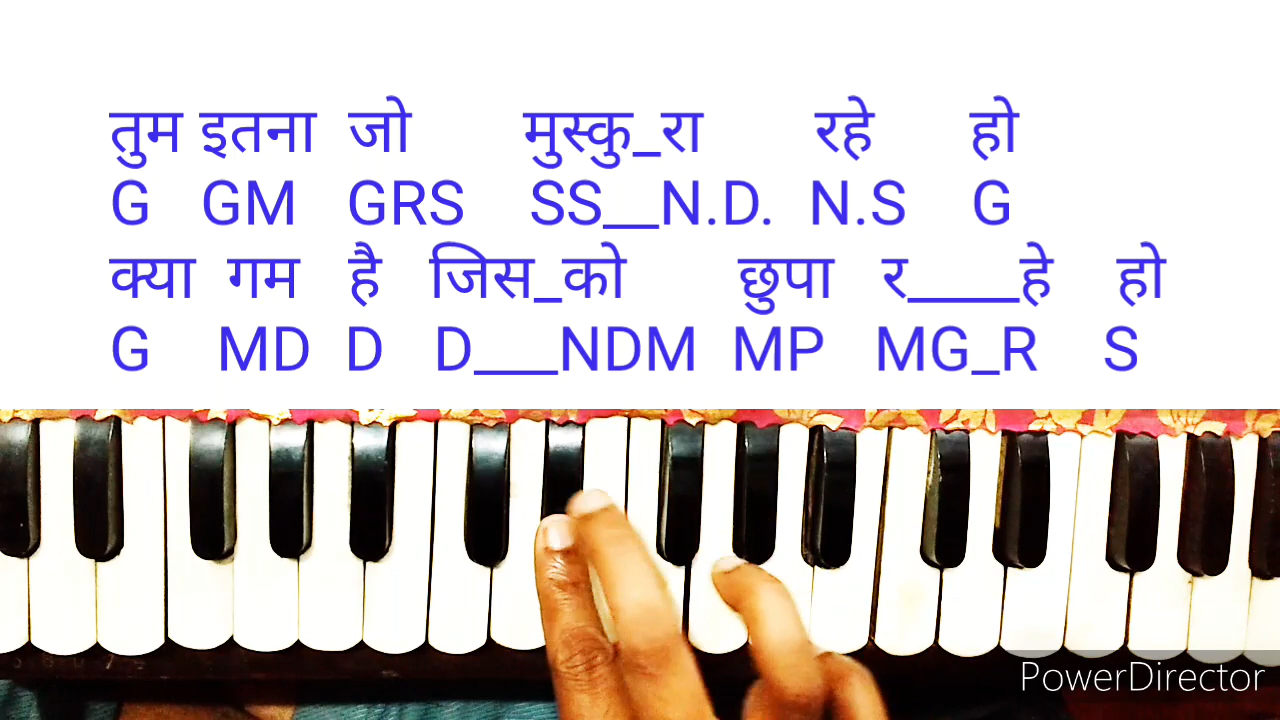 तुम इतना जो मुस्कु_रा रहे हो
G GM GRS SS__N.D. N.S G
क्या गम है जिस_को छुपा र____हे हो
G MD D D___NDM MP MG_R S
PowerDirector